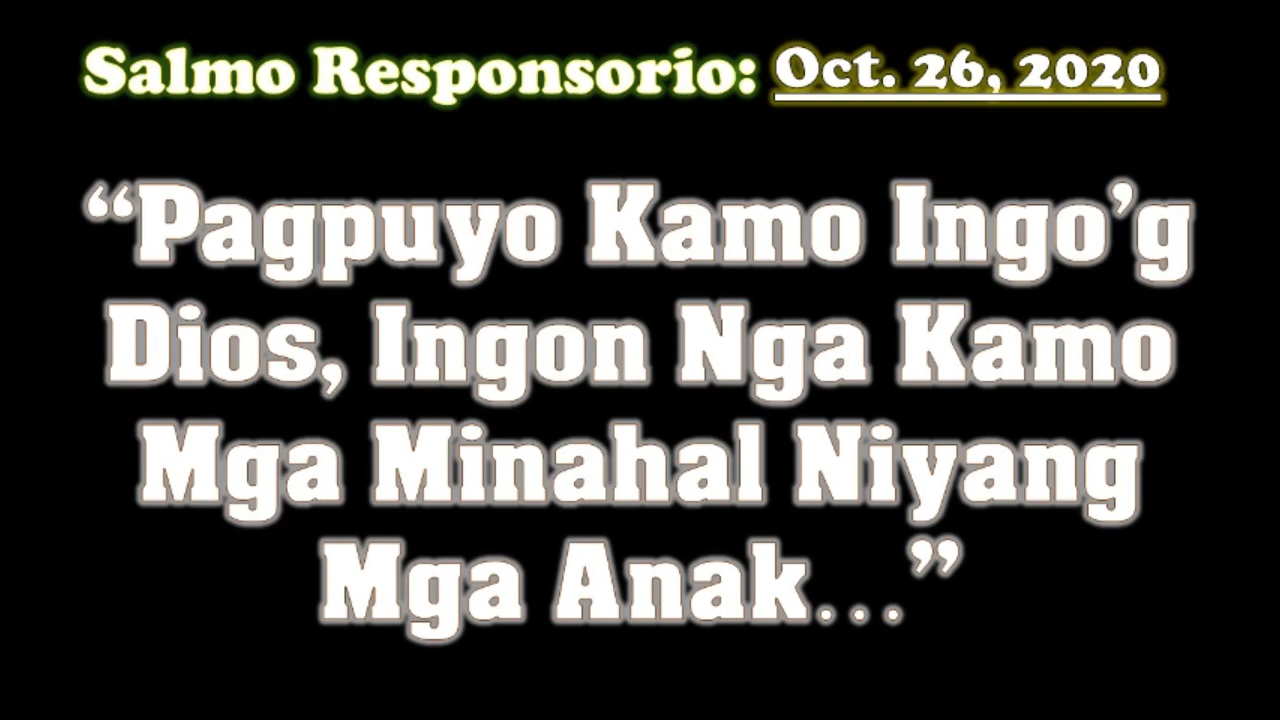 Salmo Responsorio: Oct. 26, 2020
“Pagpuyo Kamo Ingo’g
Dios, Ingon Nga Kamo
Mga Minahal Niyang
Mga Anak...”